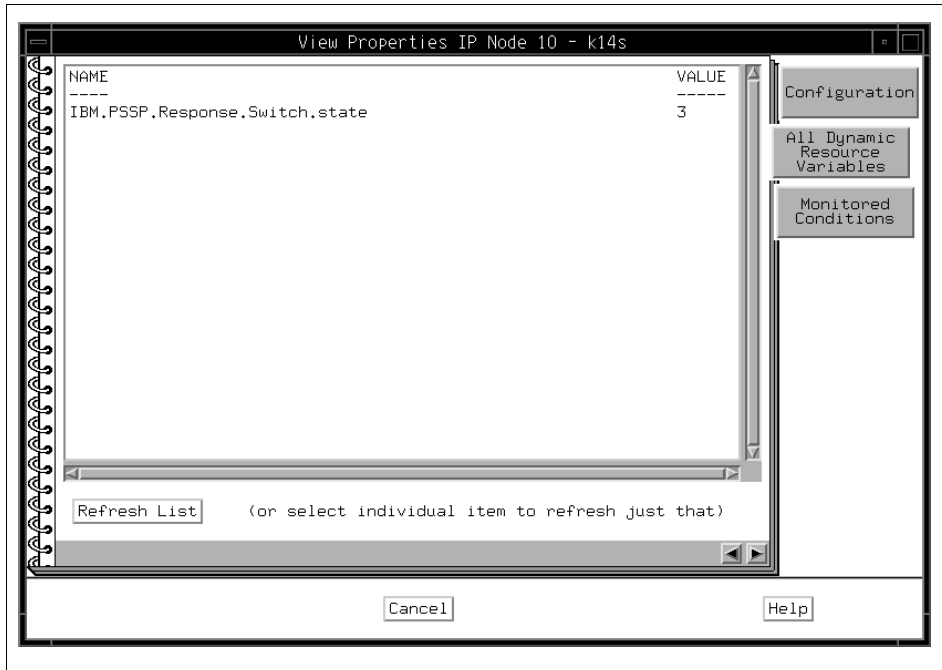 View Properties IP Node 10 - k14s
NAME VALUE
---- -----
IBM.PSSP.Response.Switch.state 3
Configuration
All Dynamic
Resource
Variables
Monitored
Conditions
Refresh List (or select individual item to refresh just that)
Cancel Help